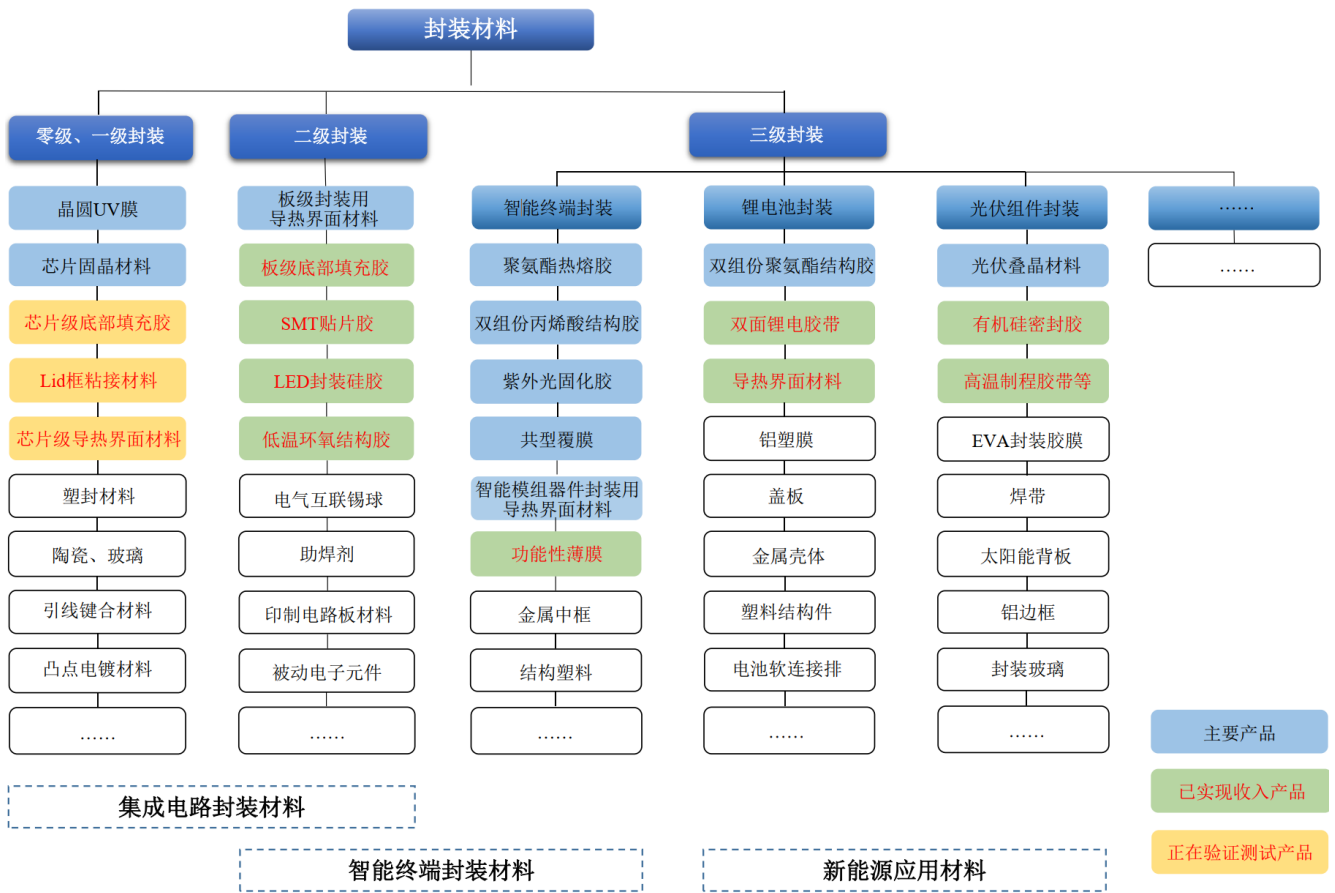 封装材料
零级、一级封装
二级封装
三级封装
晶圆UV膜
芯片固晶材料
芯片级底部填充胶
Lid框粘接材料
芯片级导热界面材料
塑封材料
陶瓷、玻璃
引线键合材料
凸点电镀材料
……
板级封装用
导热界面材料
板级底部填充胶
SMT贴片胶
LED封装硅胶
低温环氧结构胶
电气互联锡球
助焊剂
印制电路板材料
被动电子元件
……
智能终端封装
聚氨酯热熔胶
双组份丙烯酸结构胶
紫外光固化胶
共型覆膜
智能模组器件封装用
导热界面材料
功能性薄膜
金属中框
结构塑料
……
锂电池封装
双组份聚氨酯结构胶
双面锂电胶带
导热界面材料
铝塑膜
盖板
金属壳体
塑料结构件
电池软连接排
……
光伏组件封装
光伏叠晶材料
有机硅密封胶
高温制程胶带等
EVA封装胶膜
焊带
太阳能背板
铝边框
封装玻璃
……
……
……
主要产品
已实现收入产品
正在验证测试产品
集成电路封装材料
智能终端封装材料
新能源应用材料